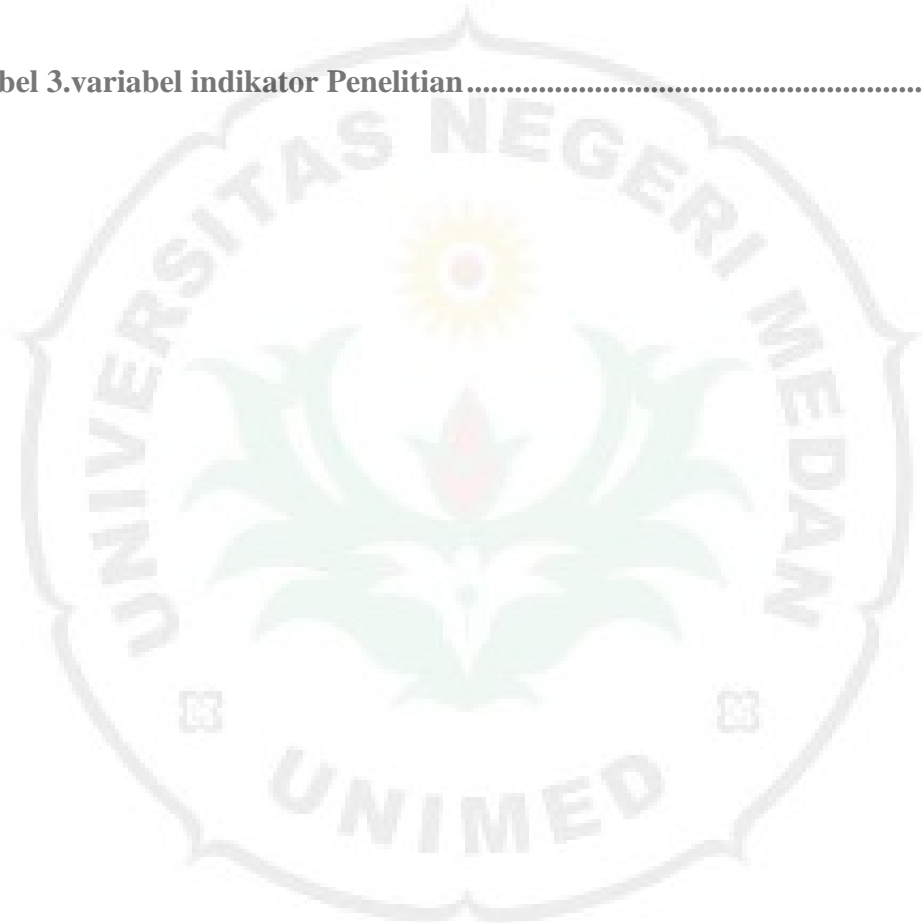 bel 3.variabel indikator Penelitian..........................................................
UNIVERSITAS NEGERI MEDAN
UNIMED